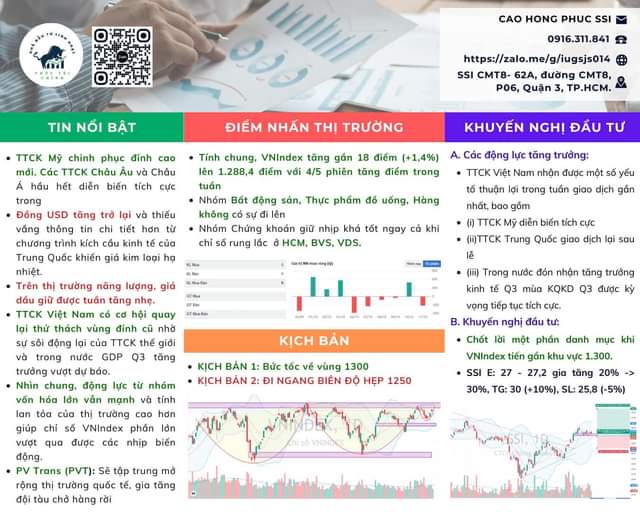 CAO HONG PHUC SSI
0916.311.841
https://zalo.me/g/iugsjs014
SSI CMT8- 62A, đường CMT8,
P06, Quận 3, TP.HCM.
TIN NỔI BẬT
TTCK Mỹ chinh phục đỉnh cao
mới. Các TTCK Châu Âu và Châu
Á hầu hết diễn biến tích cực
trong
Đồng USD tăng trở lại và thiếu
vắng thông tin chi tiết hơn từ
chương trình kích cầu kinh tế của
Trung Quốc khiến giá kim loại hạ
nhiệt.
Trên thị trường năng lượng, giá
dầu giữ được tuần tăng nhẹ.
TTCK Việt Nam có cơ hội quay
lại thử thách vùng đỉnh cũ nhờ
sự sôi động lại của TTCK thế giới
và trong nước GDP Q3 tăng
trưởng vượt dự báo.
Nhìn chung, động lực từ nhóm
vốn hóa lớn vẫn mạnh và tính
lan tỏa của thị trường cao hơn
giúp chỉ số VNIndex phần lớn
vượt qua được các nhịp biến
động.
PV Trans (PVT): Sẽ tập trung mở
rộng thị trường quốc tế, gia tăng
đội tàu chở hàng rời
ĐIỂM NHẤN THỊ TRƯỜNG
Tính chung, VNIndex tăng gần 18 điểm (+1,4%)
lên 1.288,4 điểm với 4/5 phiên tăng điểm trong
tuần
Nhóm Bất động sản, Thực phẩm đồ uống, Hàng
không có sự đi lên
Nhóm Chứng khoán giữ nhịp khá tốt ngay cả khi
chỉ số rung lắc ở HCM, BVS, VDS.
KỊCH BẢN
KỊCH BẢN 1: Bức tốc về vùng 1300
KỊCH BẢN 2: ĐI NGANG BIÊN ĐỘ HẸP 1250
VNINDEX, 1D
CHỈ SỐ VNINDEX
KHUYẾN NGHỊ ĐẦU TƯ
A. Các động lực tăng trưởng:
TTCK Việt Nam nhận được một số yếu
tố thuận lợi trong tuần giao dịch gần
nhất, bao gồm
(i) TTCK Mỹ diễn biến tích cực
(ii)TTCK Trung Quốc giao dịch lại sau
lễ
(iii) Trong nước đón nhận tăng trưởng
kinh tế Q3 mùa KQKD Q3 được kỳ
vọng tiếp tục tích cực.
B. Khuyến nghị đầu tư:
Chốt lời một phần danh mục khi
VNIndex tiến gần khu vực 1.300.
SSI E: 27 - 27,2 gia tăng 20% ->
30%, TG: 30 (+10%), SL: 25,8 (-5%)
SSI, 1D